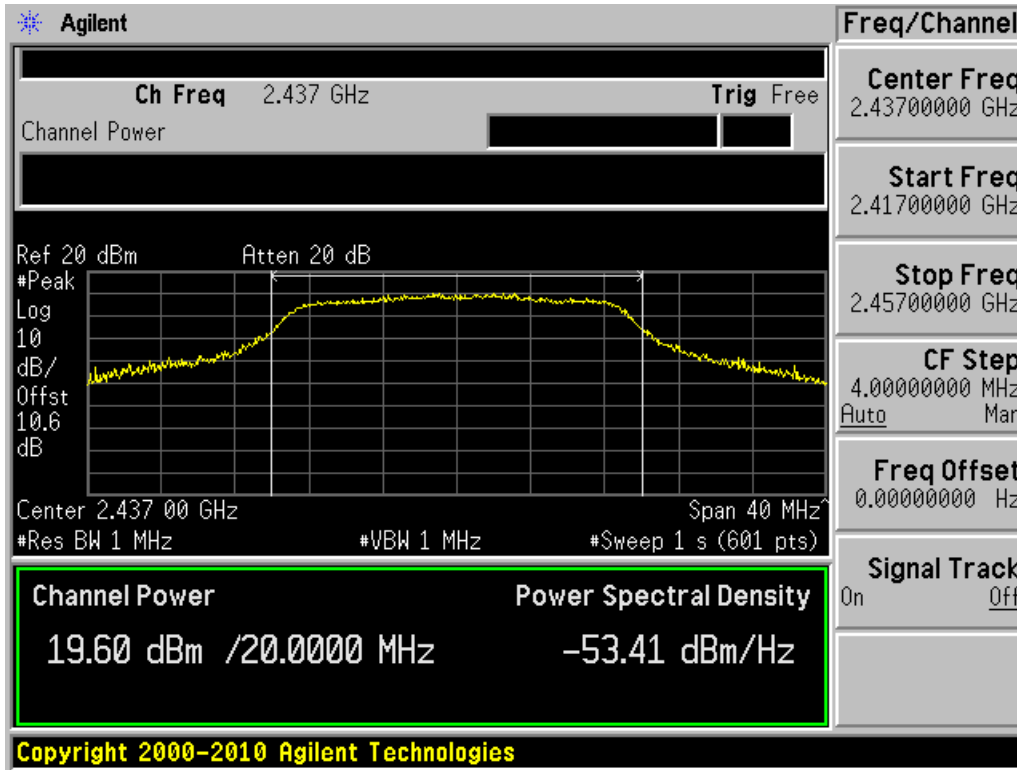 Agilent
Ch Freq 2.437 GHz Trig Free
Channel Power
Ref 20 dBm Atten 20 dB
#Peak
Log
10
dB/
Offst
10.6
dB
Center 2.437 00 GHz Span 40 MHz^
#Res BW 1 MHz #VBW 1 MHz #Sweep 1 s (601 pts)
Channel Power Power Spectral Density
19.60 dBm /20.0000 MHz -53.41 dBm/Hz
Copyright 2000-2010 Agilent Technologies
Freq/Channel
Center Freq
2.43700000 GHz
Start Freq
2.41700000 GHz
Stop Freq
2.45700000 GHz
CF Step
4.00000000 MHz
Auto Man
Freq Offset
0.00000000 Hz
Signal Track
On Off